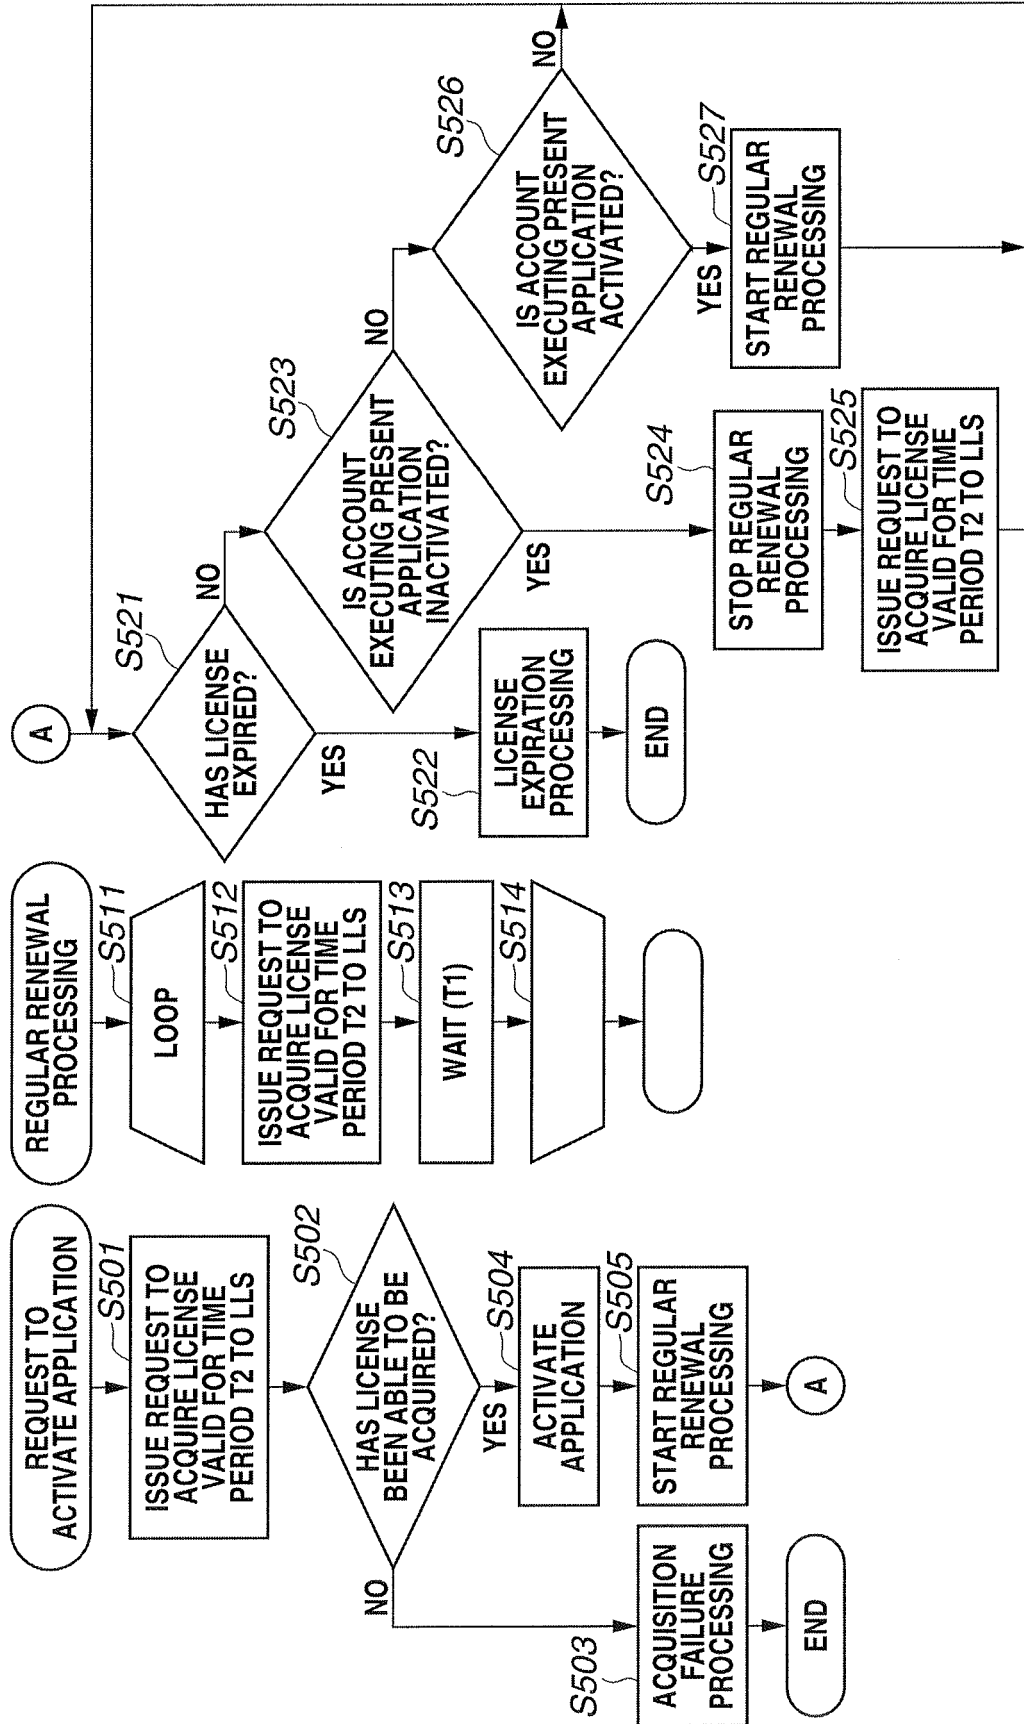 REQUEST TO
ACTIVATE APPLICATION
S501
ISSUE REQUEST TO
ACQUIRE LICENSE
VALID FOR TIME
PERIOD T2 TO LLS
S502
HAS LICENSE
BEEN ABLE TO BE
ACQUIRED?
NO
YES
S503
ACQUISITION
FAILURE
PROCESSING
END
S504
ACTIVATE
APPLICATION
S505
START REGULAR
RENEWAL
PROCESSING
A
REGULAR RENEWAL
PROCESSING
S511
LOOP
S512
ISSUE REQUEST TO
ACQUIRE LICENSE
VALID FOR TIME
PERIOD T2 TO LLS
S513
WAIT (T1)
S514
A
S521
HAS LICENSE
EXPIRED?
NO
YES
S522
LICENSE
EXPIRATION
PROCESSING
END
S523
IS ACCOUNT
EXECUTING PRESENT
APPLICATION
INACTIVATED?
NO
YES
S524
STOP REGULAR
RENEWAL
PROCESSING
S525
ISSUE REQUEST TO
ACQUIRE LICENSE
VALID FOR TIME
PERIOD T2 TO LLS
S526
IS ACCOUNT
EXECUTING PRESENT
APPLICATION
ACTIVATED?
NO
YES
S527
START REGULAR
RENEWAL
PROCESSING